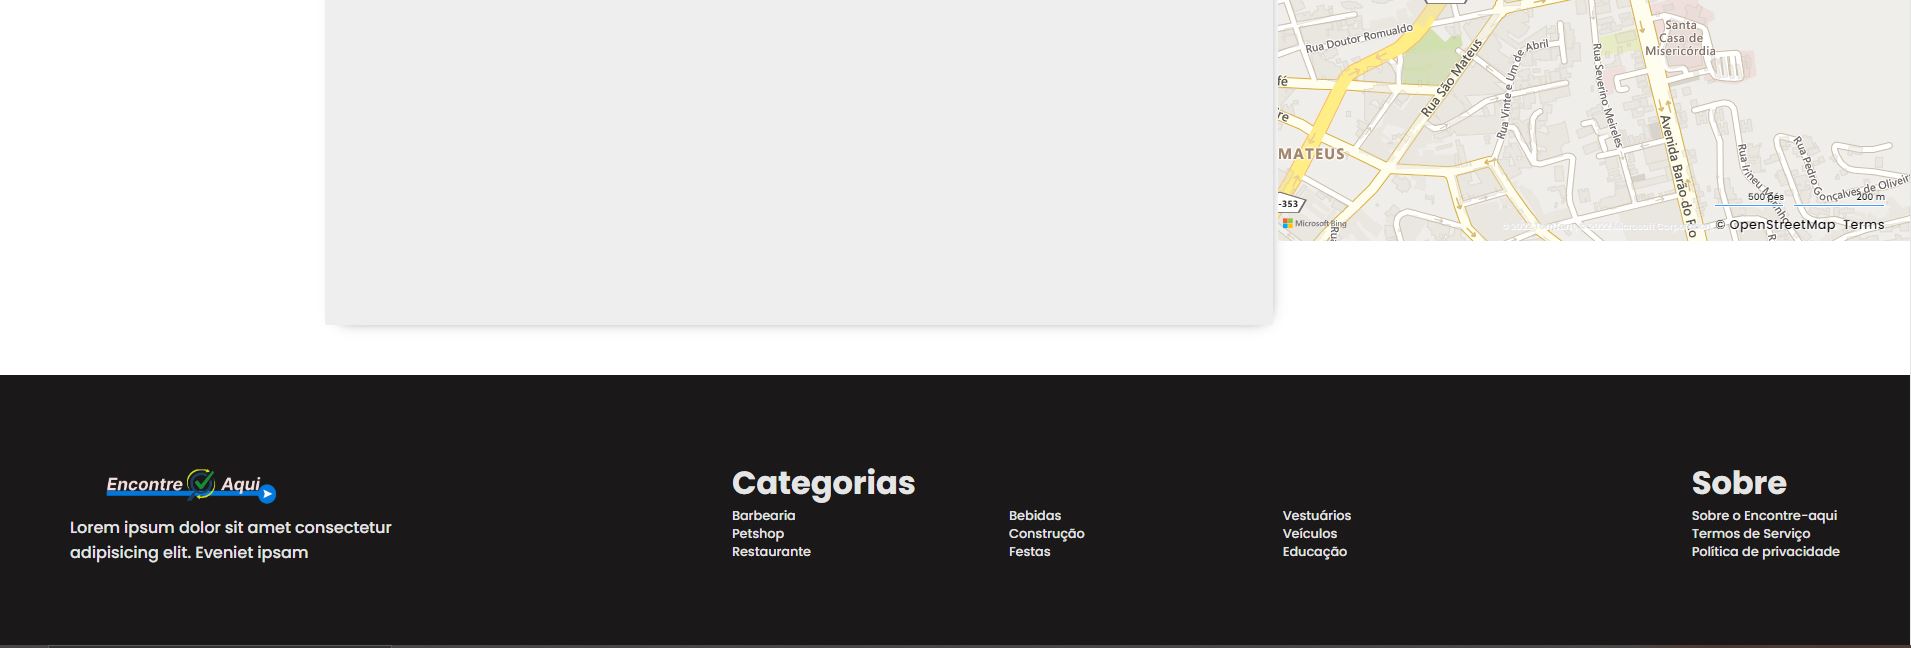 Santa
Casa de
Misericórdia
Rua Doutor Romualdo
Rua São Mateus
Rua Vinte e Um de Abril
Rua Severino Meireles
Avenida Barão do Rio
Rua Pedro Gonçalves de Oliveira
MATEUS
-353
500 pés
200 m
Microsoft Bing
© OpenStreetMap Terms
Encontre Aqui
Lorem ipsum dolor sit amet consectetur
adipisicing elit. Eveniet ipsam
Categorias
Barbearia
Petshop
Restaurante
Bebidas
Construção
Festas
Vestuários
Veículos
Educação
Sobre
Sobre o Encontre-aqui
Termos de Serviço
Política de privacidade